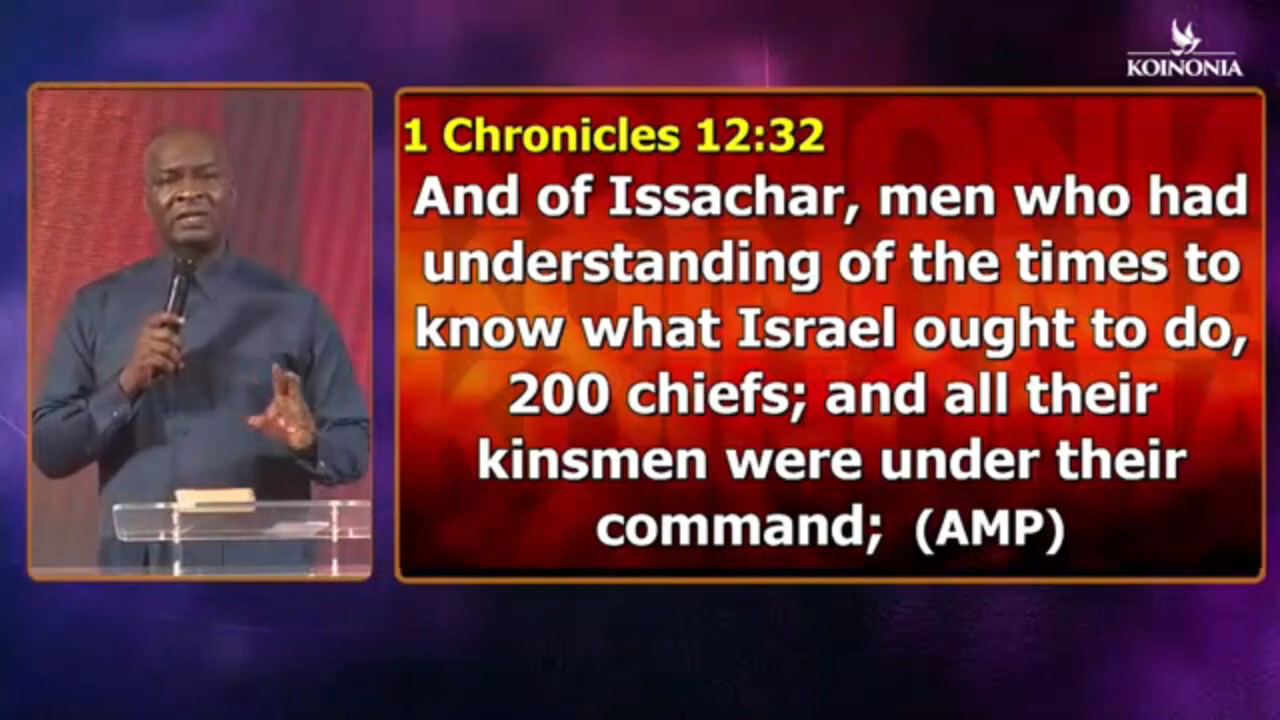 KOINONIA
1 Chronicles 12:32
And of Issachar, men who had
understanding of the times to
know what Israel ought to do,
200 chiefs; and all their
kinsmen were under their
command; (AMP)